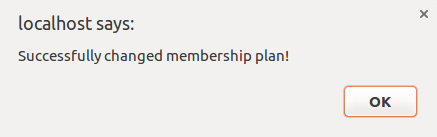 localhost says:
Successfully changed membership plan!
OK